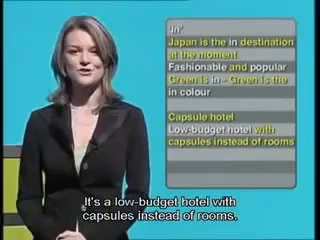 'In'
Japan is the in destination
at the moment
Fashionable and popular
Green is in - Green is the
in colour
Capsule hotel
Low-budget hotel with
capsules instead of rooms
It's a low-budget hotel with
capsules instead of rooms.